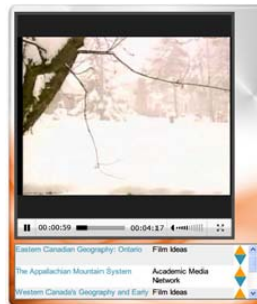 00:00:59 00:04:17
Eastern Canadian Geography: Ontario Film Ideas
The Appalachian Mountain System Academic Media
Network
Western Canada's Geography and Early Film Ideas